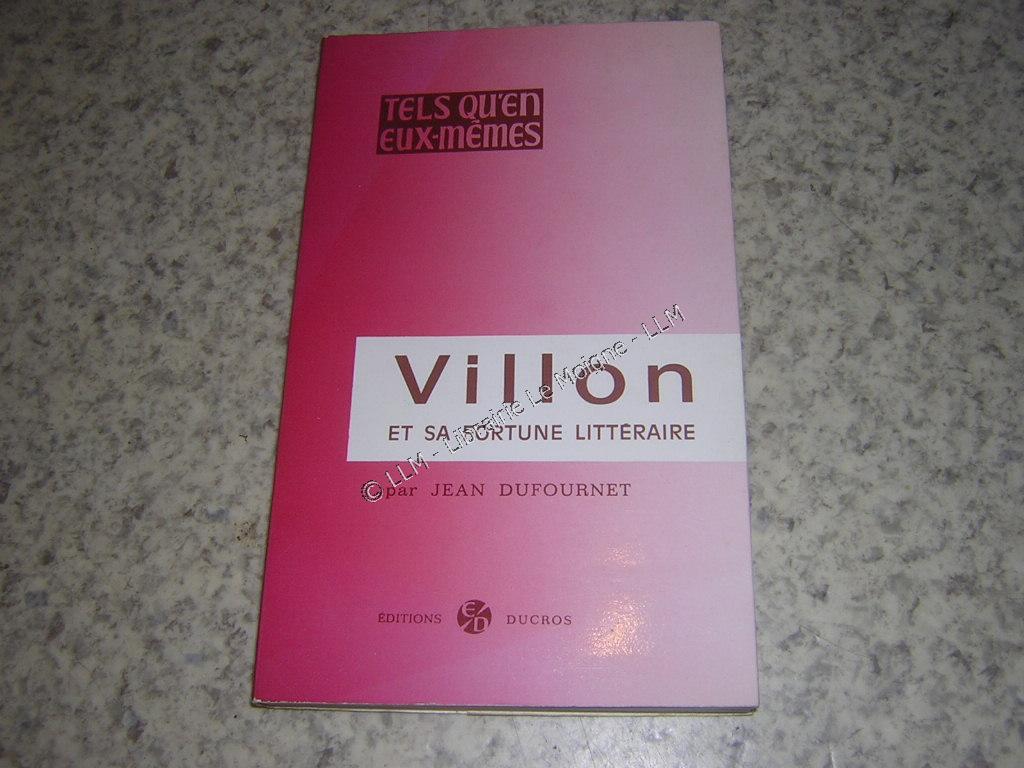 TELS QU'EN
EUX-MÊMES
Villon
ET SA FORTUNE LITTÉRAIRE
© LLM - Librairie Le Moigne - LLM
par JEAN DUFOURNET
ÉDITIONS E/D DUCROS